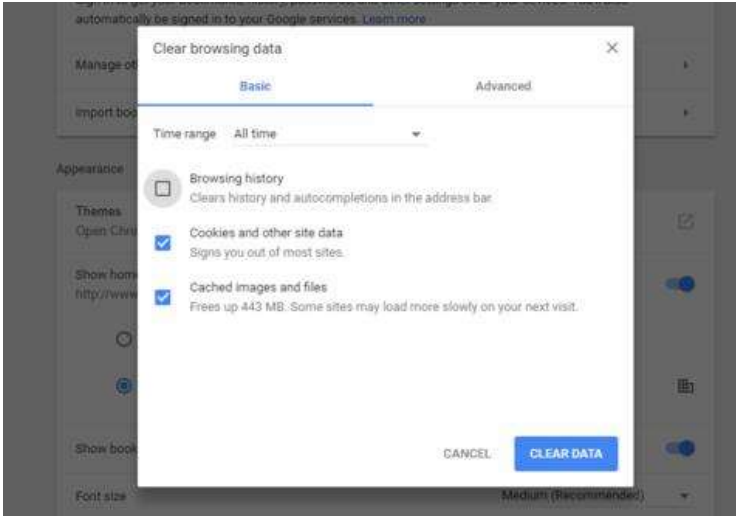 automatically be signed in to your Google services. Learn more
Clear browsing data
Manage ot
Basic
Advanced
Import boo
Time range All time
Appearance
Browsing history
Clears history and autocompletions in the address bar.
Themes
Open Chro
Cookies and other site data
Signs you out of most sites.
Show hom
http://www
Cached images and files
Frees up 443 MB. Some sites may load more slowly on your next visit.
Show book
CANCEL
CLEAR DATA
Font size
Medium (Recommended)